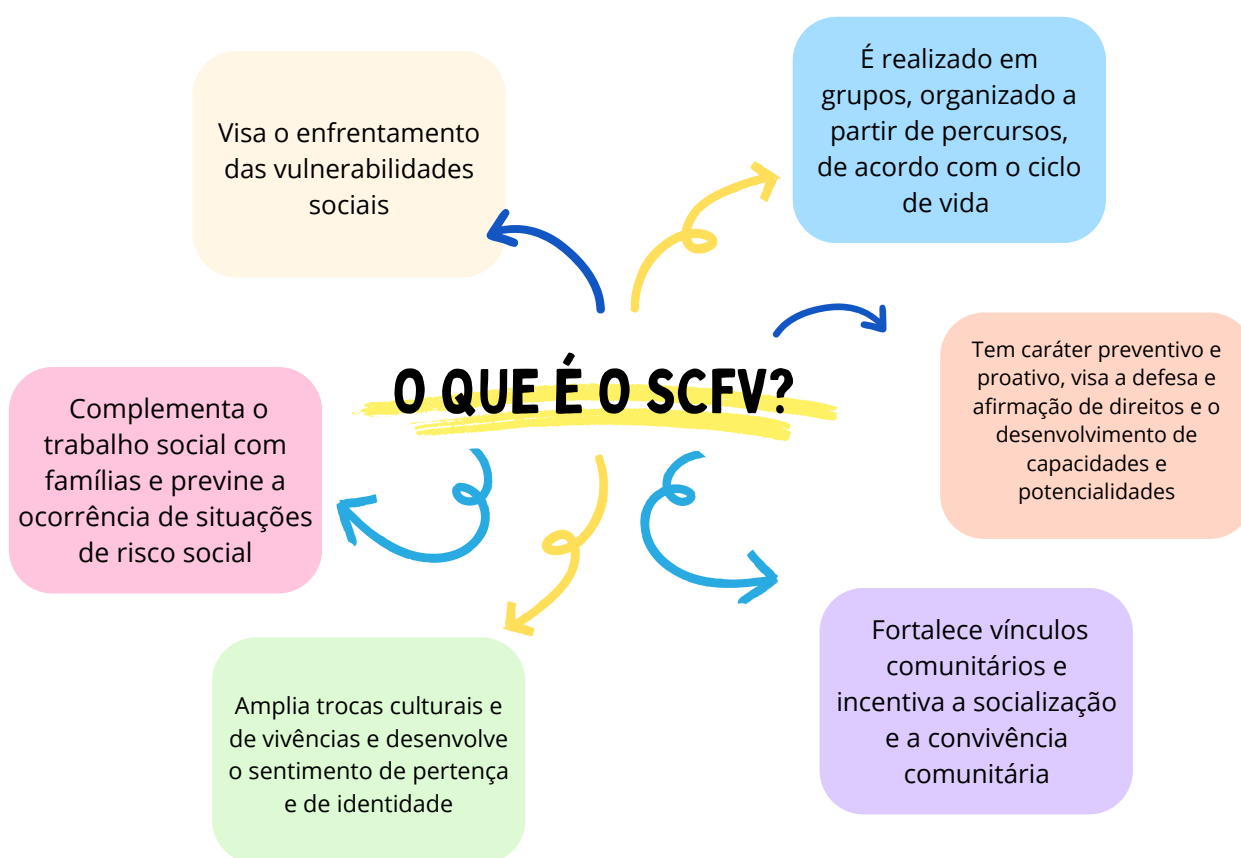 Visa o enfrentamento
das vulnerabilidades
sociais
É realizado em
grupos, organizado a
partir de percursos,
de acordo com o ciclo
de vida
O QUE É O SCFV?
Tem caráter preventivo e
proativo, visa a defesa e
afirmação de direitos e o
desenvolvimento de
capacidades e
potencialidades
Complementa o
trabalho social com
famílias e previne a
ocorrência de situações
de risco social
Fortalece vínculos
comunitários e
incentiva a socialização
e a convivência
comunitária
Amplia trocas culturais e
de vivências e desenvolve
o sentimento de pertença
e de identidade